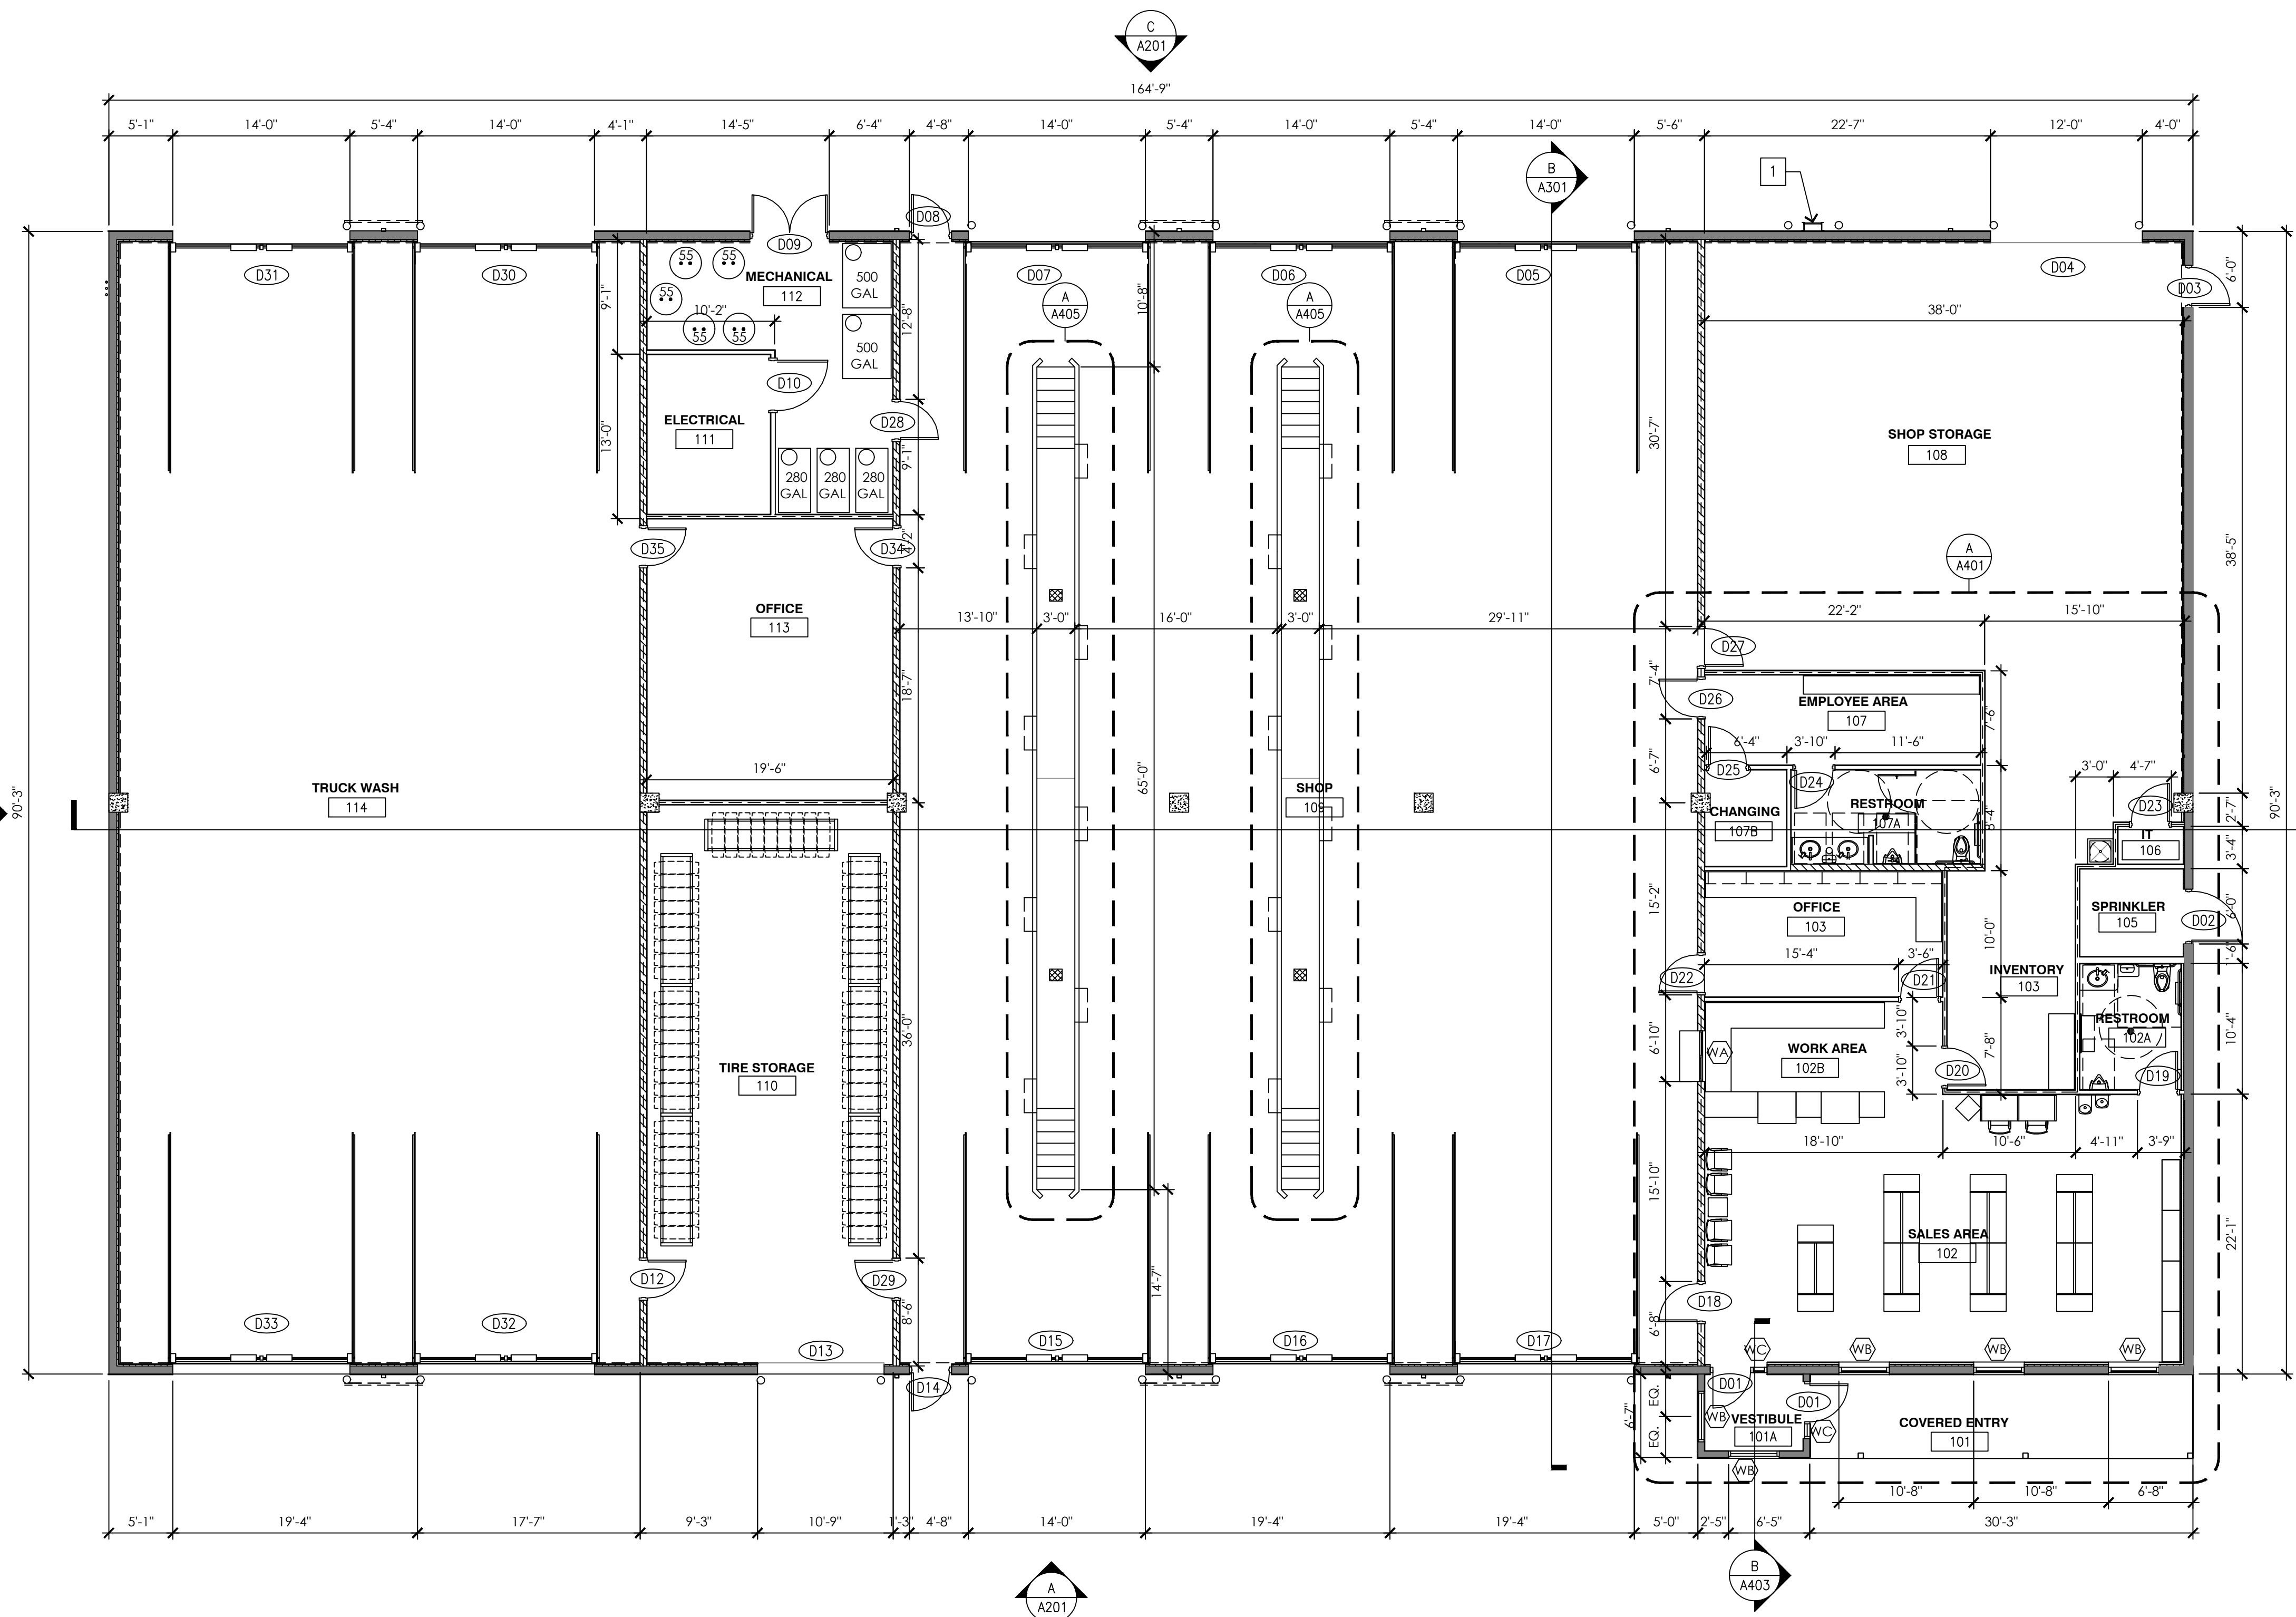 C
A201
164'-9"
5'-1"
14'-0"
5'-4"
14'-0"
4'-1"
14'-5"
6'-4"
4'-8"
14'-0"
5'-4"
14'-0"
5'-4"
14'-0"
5'-6"
22'-7"
12'-0"
4'-0"
B
A301
1
D08
D09
D31
D30
D07
D06
D05
D04
D03
6'-0"
55
55
55
55
55
MECHANICAL
112
500
GAL
500
GAL
9'-1"
10'-2"
12'-8"
10'-8"
A
A405
A
A405
38'-0"
D10
ELECTRICAL
111
D28
13'-0"
9'-1"
280
GAL
280
GAL
280
GAL
30'-7"
SHOP STORAGE
108
38'-5"
D35
D34
4'-2"
A
A401
OFFICE
113
13'-10"
3'-0"
16'-0"
3'-0"
29'-11"
22'-2"
15'-10"
D27
18'-7"
7'-4"
D26
EMPLOYEE AREA
107
7'-6"
6'-4"
3'-10"
11'-6"
6'-7"
D25
D24
19'-6"
65'-0"
3'-0"
4'-7"
TRUCK WASH
114
90'-3"
SHOP
109
CHANGING
107B
RESTROOM
107A
8'-4"
D23
2'-7"
90'-3"
IT
106
3'-4"
15'-2"
OFFICE
103
SPRINKLER
105
D02
6'-0"
10'-0"
1'-6"
15'-4"
3'-6"
D22
D21
INVENTORY
103
36'-0"
3'-10"
RESTROOM
102A
10'-4"
6'-10"
WA
WORK AREA
102B
7'-8"
3'-10"
D20
D19
TIRE STORAGE
110
18'-10"
10'-6"
4'-11"
3'-9"
15'-10"
SALES AREA
102
22'-1"
D12
D29
14'-7"
D18
8'-6"
6'-8"
D33
D32
D13
D15
D16
D17
WC
WB
WB
WB
D14
D01
D01
EQ.
6'-7"
WB
VESTIBULE
101A
WC
COVERED ENTRY
101
EQ.
WB
10'-8"
10'-8"
6'-8"
5'-1"
19'-4"
17'-7"
9'-3"
10'-9"
1'-3"
4'-8"
14'-0"
19'-4"
19'-4"
5'-0"
2'-5"
6'-5"
30'-3"
B
A403
A
A201